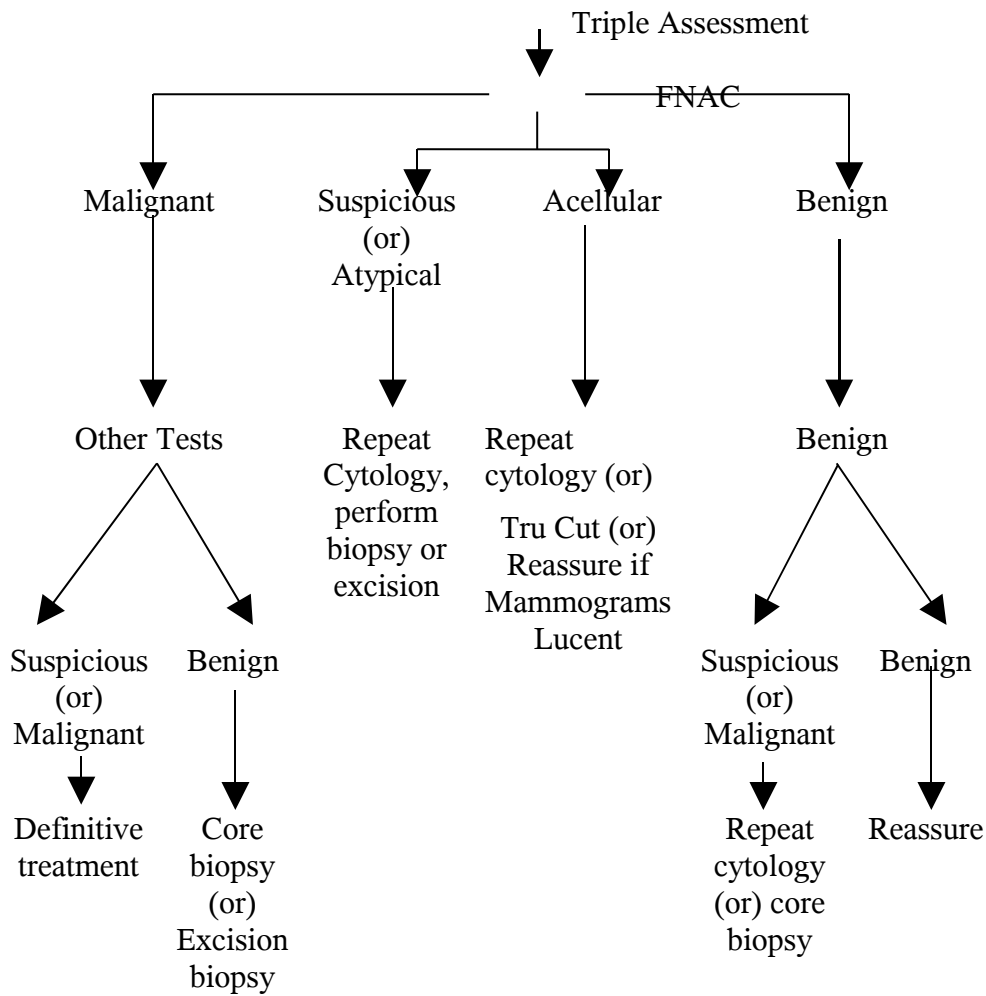 Triple Assessment
FNAC
Malignant
Suspicious
(or)
Atypical
Acellular
Benign
Other Tests
Repeat
Cytology,
perform
biopsy or
excision
Repeat
cytology (or)
Tru Cut (or)
Reassure if
Mammograms
Lucent
Benign
Suspicious
(or)
Malignant
Benign
Suspicious
(or)
Malignant
Benign
Definitive
treatment
Core
biopsy
(or)
Excision
biopsy
Repeat
cytology
(or) core
biopsy
Reassure